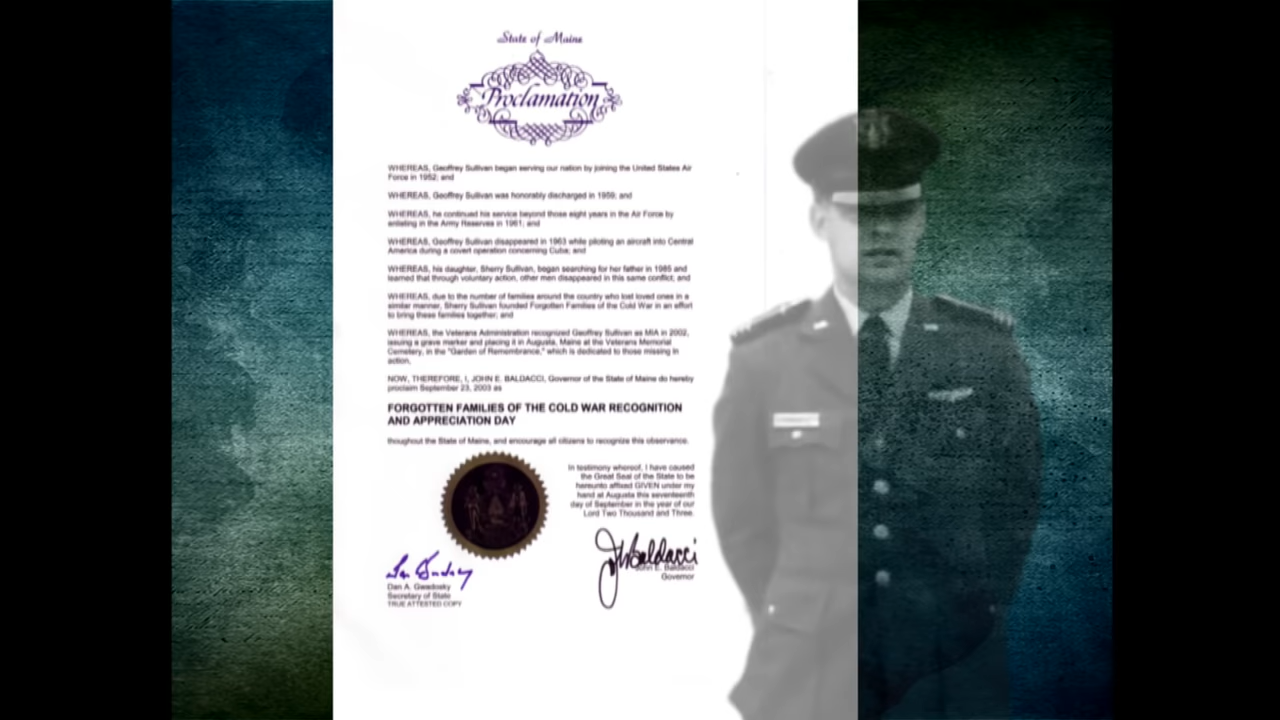 State of Maine
Proclamation
WHEREAS, Geoffrey Sullivan began serving our nation by joining the United States Air
Force in 1952; and
WHEREAS, Geoffrey Sullivan was honorably discharged in 1959; and
WHEREAS, he continued his service beyond those eight years in the Air Force by
enlisting in the Army Reserves in 1961; and
WHEREAS, Geoffrey Sullivan disappeared in 1963 while piloting an aircraft into Central
America during a covert operation concerning Cuba; and
WHEREAS, his daughter, Sherry Sullivan, began searching for her father in 1985 and
learned that through voluntary action, other men disappeared in this same conflict; and
WHEREAS, due to the number of families around the country who lost loved ones in a
similar manner, Sherry Sullivan founded Forgotten Families of the Cold War in an effort
to bring these families together; and
WHEREAS, the Veterans Administration recognized Geoffrey Sullivan as MIA in 2002,
issuing a grave marker and placing it in Augusta, Maine at the Veterans Memorial
Cemetery, in the "Garden of Remembrance," which is dedicated to those missing in
action,
NOW, THEREFORE, I, JOHN E. BALDACCI, Governor of the State of Maine do hereby
proclaim September 23, 2003 as
FORGOTTEN FAMILIES OF THE COLD WAR RECOGNITION
AND APPRECIATION DAY
thoughout the State of Maine, and encourage all citizens to recognize this observance.
In testimony whereof, I have caused
the Great Seal of the State to be
hereunto affixed GIVEN under my
hand at Augusta this seventeenth
day of September in the year of our
Lord Two Thousand and Three.
John E. Baldacci
Governor
Dan A. Gwadosky
Secretary of State
TRUE ATTESTED COPY